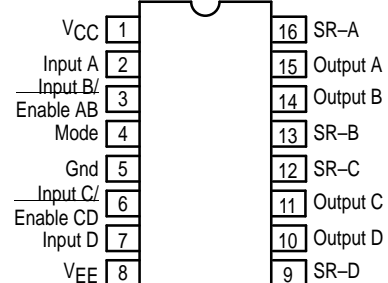 VCC 1 16 SR–A
Input A 2 15 Output A
Input B/
Enable AB 3 14 Output B
Mode 4 13 SR–B
Gnd 5 12 SR–C
Input C/
Enable CD 6 11 Output C
Input D 7 10 Output D
VEE 8 9 SR–D